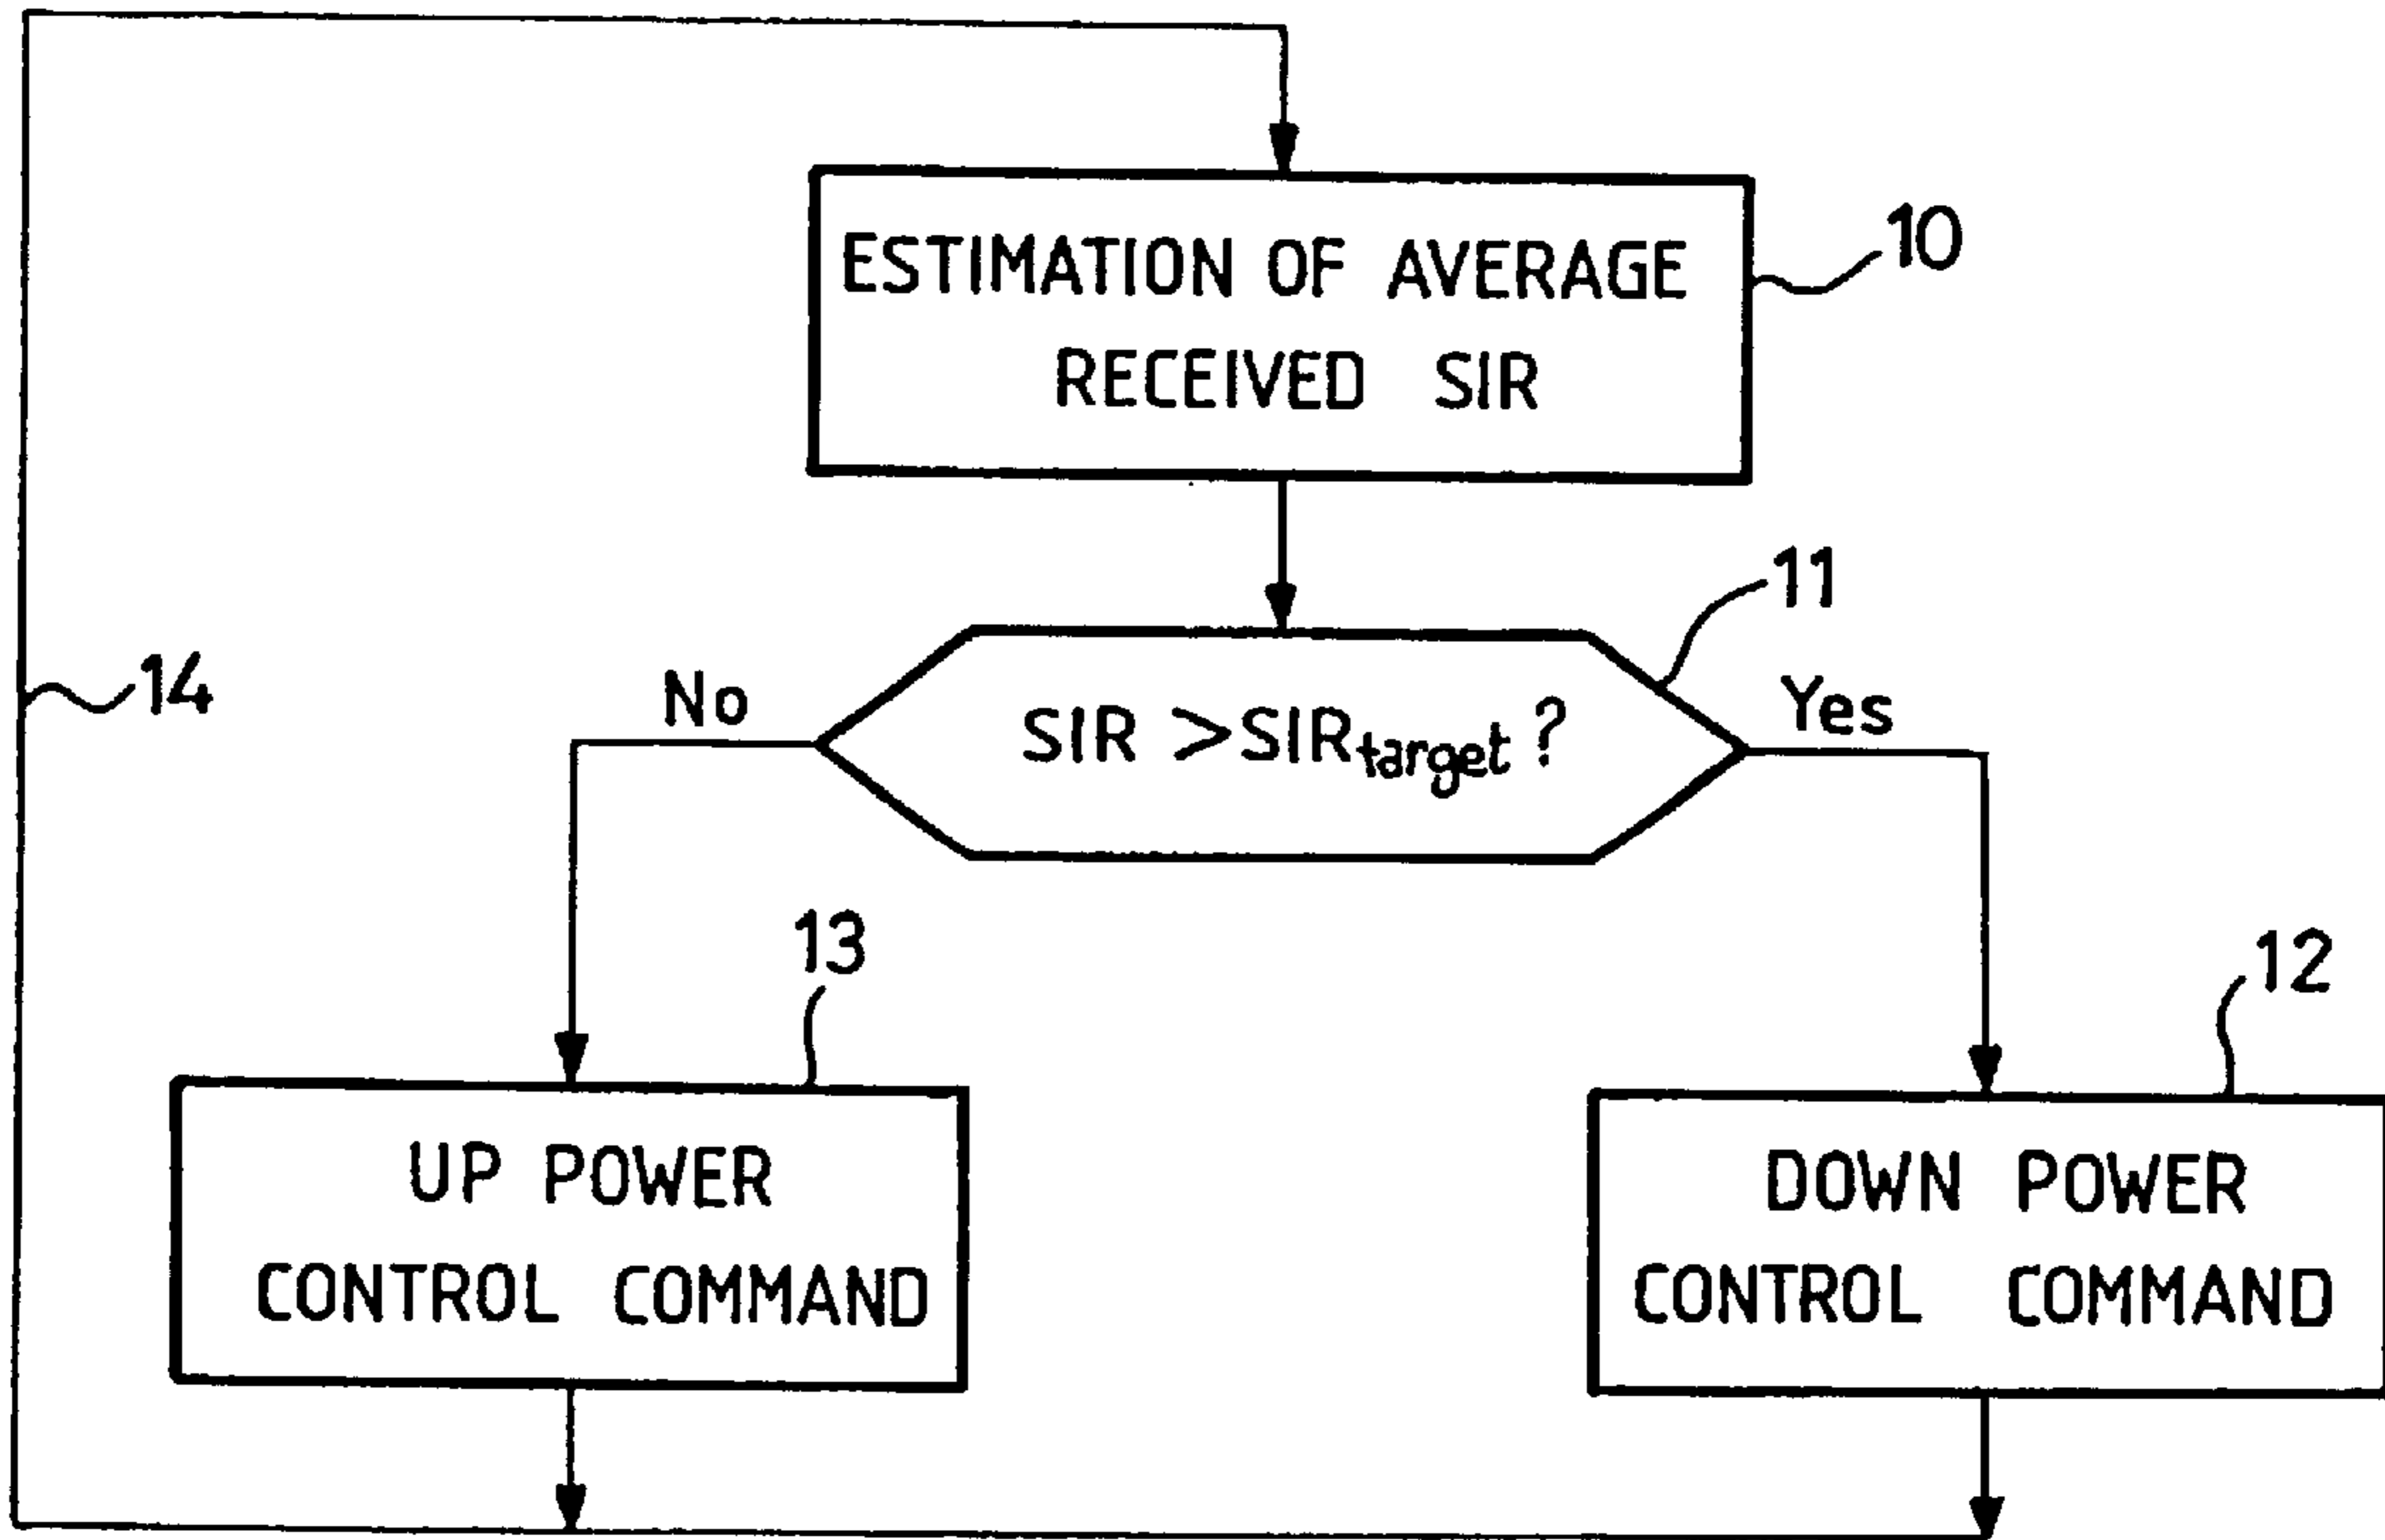 ESTIMATION OF AVERAGE
RECEIVED SIR
10
11
14
No
SIR >SIRtarget ?
Yes
13
12
UP POWER
CONTROL COMMAND
DOWN POWER
CONTROL COMMAND